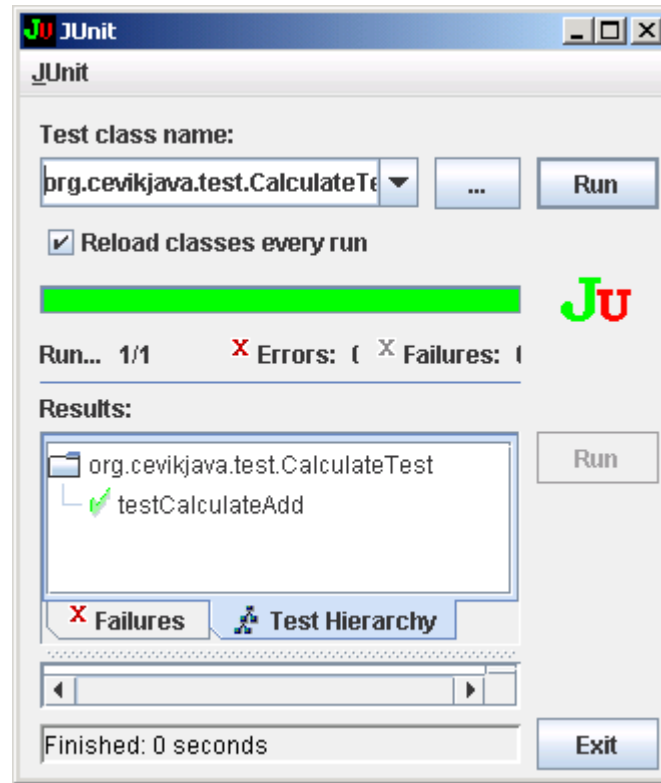 JU JUnit
JUnit
Test class name:
org.cevikjava.test.CalculateTe ... Run
Reload classes every run
JU
Run... 1/1 X Errors: X Failures:
Results:
org.cevikjava.test.CalculateTest Run
testCalculateAdd
X Failures Test Hierarchy
Finished: 0 seconds Exit